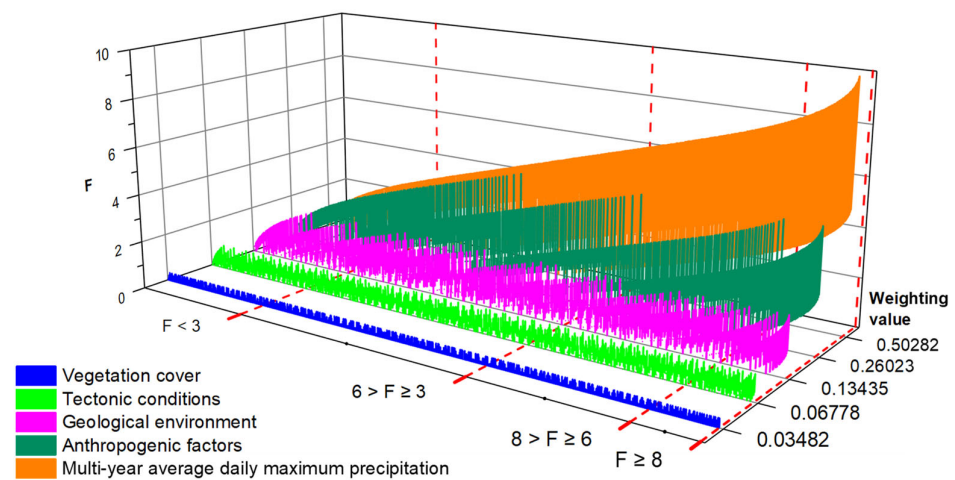 10
8
6
4
2
0
F
F < 3
6 > F ≥ 3
8 > F ≥ 6
F ≥ 8
Weighting
value
0.50282
0.26023
0.13435
0.06778
0.03482
Vegetation cover
Tectonic conditions
Geological environment
Anthropogenic factors
Multi-year average daily maximum precipitation